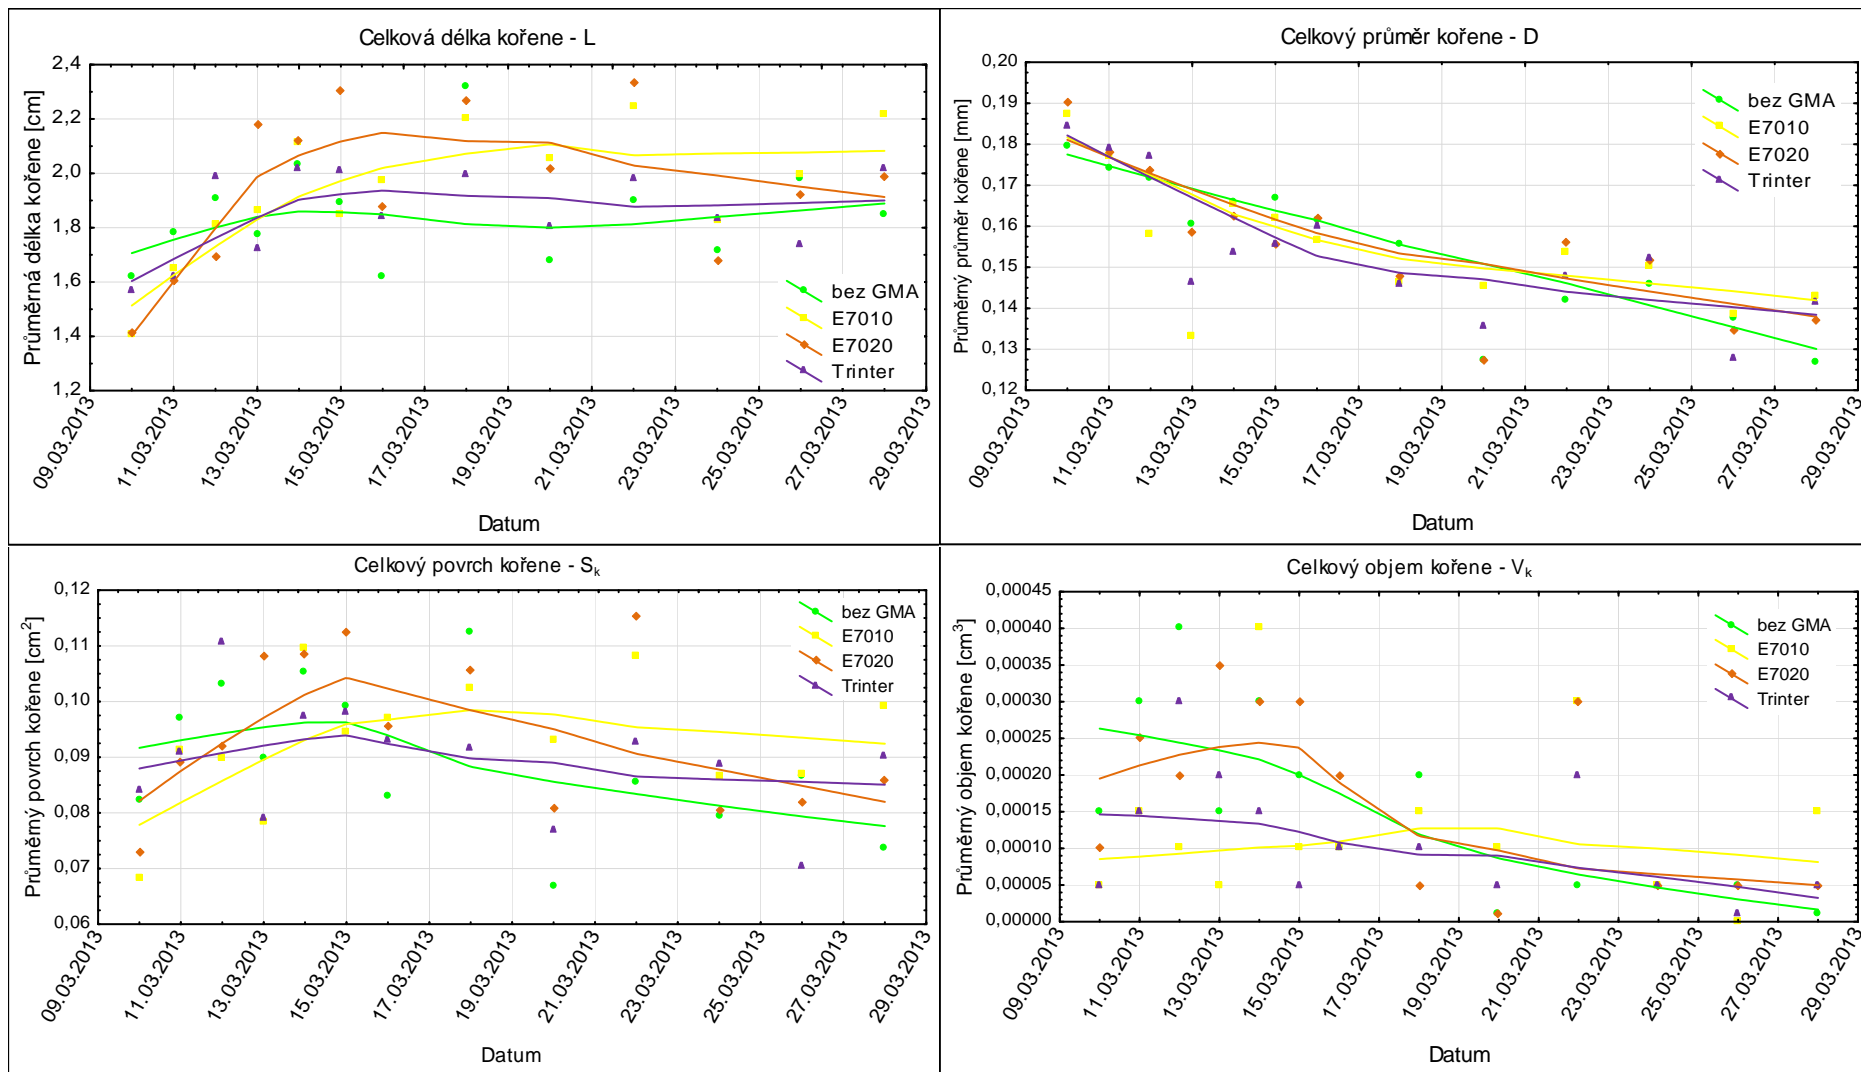 Celková délka kořene - L
Průměrná délka kořene [cm]
2,4
2,2
2,0
1,8
1,6
1,4
1,2
bez GMA
E7010
E7020
Trinter
09.03.2013
11.03.2013
13.03.2013
15.03.2013
17.03.2013
19.03.2013
21.03.2013
23.03.2013
25.03.2013
27.03.2013
29.03.2013
Datum
Celkový průměr kořene - D
Průměrný průměr kořene [mm]
0,20
0,19
0,18
0,17
0,16
0,15
0,14
0,13
0,12
bez GMA
E7010
E7020
Trinter
09.03.2013
11.03.2013
13.03.2013
15.03.2013
17.03.2013
19.03.2013
21.03.2013
23.03.2013
25.03.2013
27.03.2013
29.03.2013
Datum
Celkový povrch kořene - Sₖ
Průměrný povrch kořene [cm²]
0,12
0,11
0,10
0,09
0,08
0,07
0,06
bez GMA
E7010
E7020
Trinter
09.03.2013
11.03.2013
13.03.2013
15.03.2013
17.03.2013
19.03.2013
21.03.2013
23.03.2013
25.03.2013
27.03.2013
29.03.2013
Datum
Celkový objem kořene - Vₖ
Průměrný objem kořene [cm³]
0,00045
0,00040
0,00035
0,00030
0,00025
0,00020
0,00015
0,00010
0,00005
0,00000
bez GMA
E7010
E7020
Trinter
09.03.2013
11.03.2013
13.03.2013
15.03.2013
17.03.2013
19.03.2013
21.03.2013
23.03.2013
25.03.2013
27.03.2013
29.03.2013
Datum